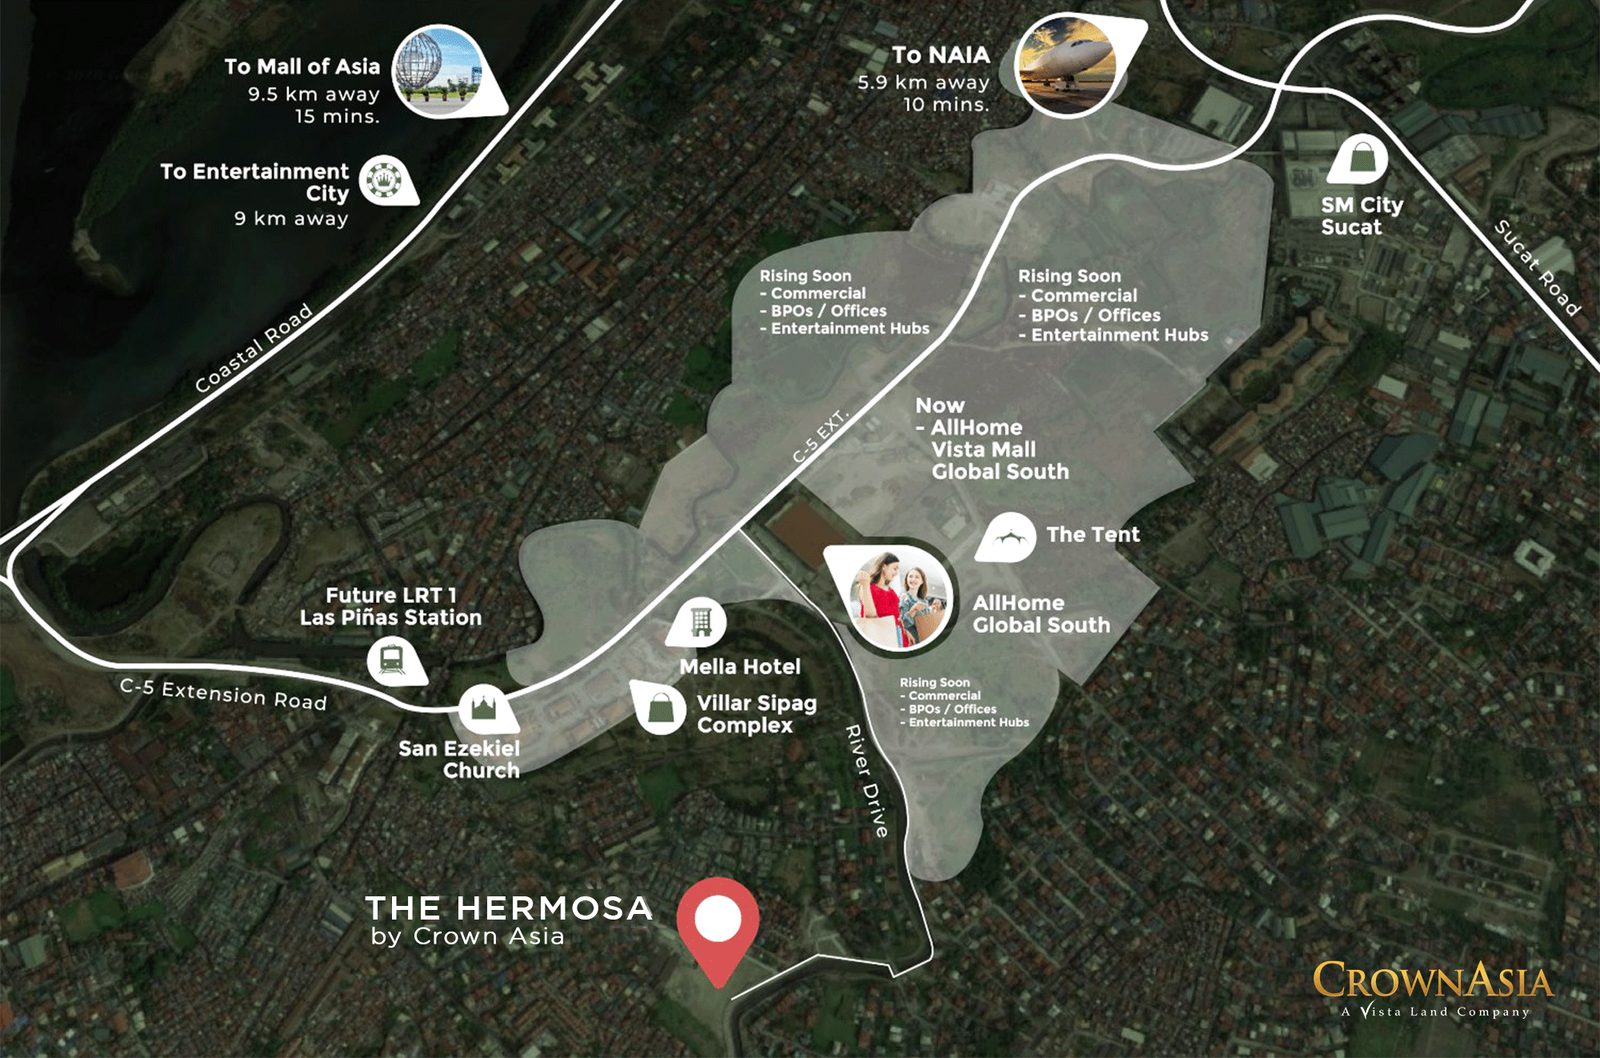 To Mall of Asia
9.5 km away
15 mins.
To NAIA
5.9 km away
10 mins.
To Entertainment
City
9 km away
SM City
Sucat
Sucat Road
Coastal Road
Rising Soon
- Commercial
- BPOs / Offices
- Entertainment Hubs
Rising Soon
- Commercial
- BPOs / Offices
- Entertainment Hubs
C-5 EXT.
Now
- AllHome
Vista Mall
Global South
The Tent
AllHome
Global South
Future LRT 1
Las Piñas Station
C-5 Extension Road
Mella Hotel
Villar Sipag
Complex
San Ezekiel
Church
Rising Soon
- Commercial
- BPOs / Offices
- Entertainment Hubs
River Drive
THE HERMOSA
by Crown Asia
CROWNASIA
A Vista Land Company